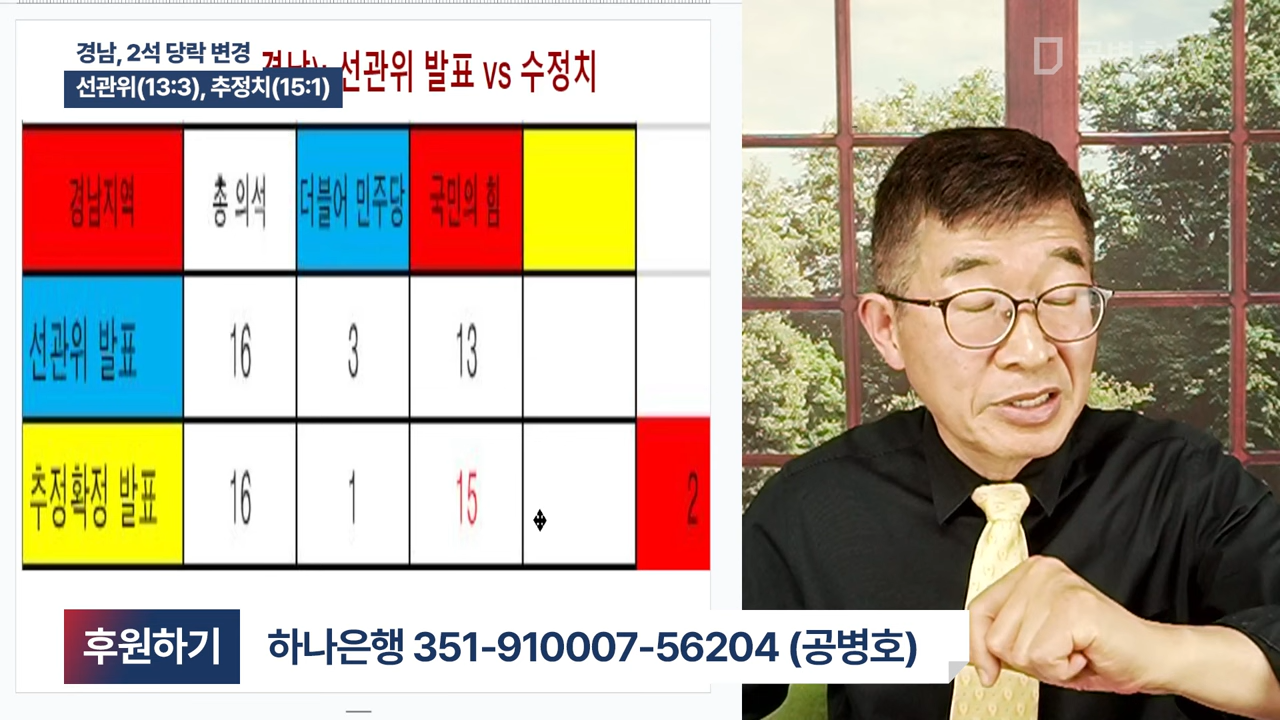 경남, 2석 당락 변경
선관위(13:3), 추정치(15:1)
선관위 발표 vs 수정치
경남지역 총 의석 더불어 민주당 국민의 힘
선관위 발표 16 3 13
추정확정 발표 16 1 15 2
후원하기 하나은행 351-910007-56204 (공병호)